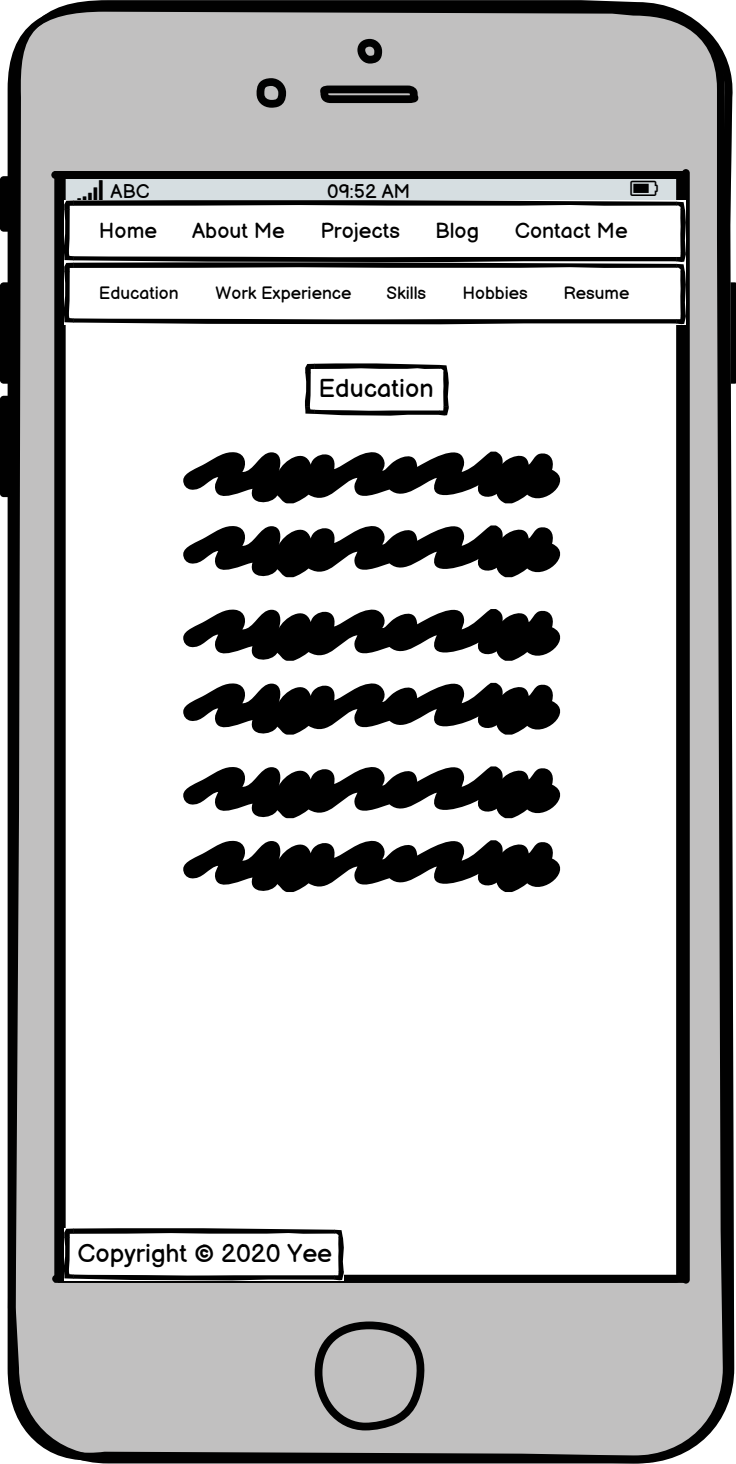 ABC 09:52 AM
Home About Me Projects Blog Contact Me
Education Work Experience Skills Hobbies Resume
Education
Copyright © 2020 Yee